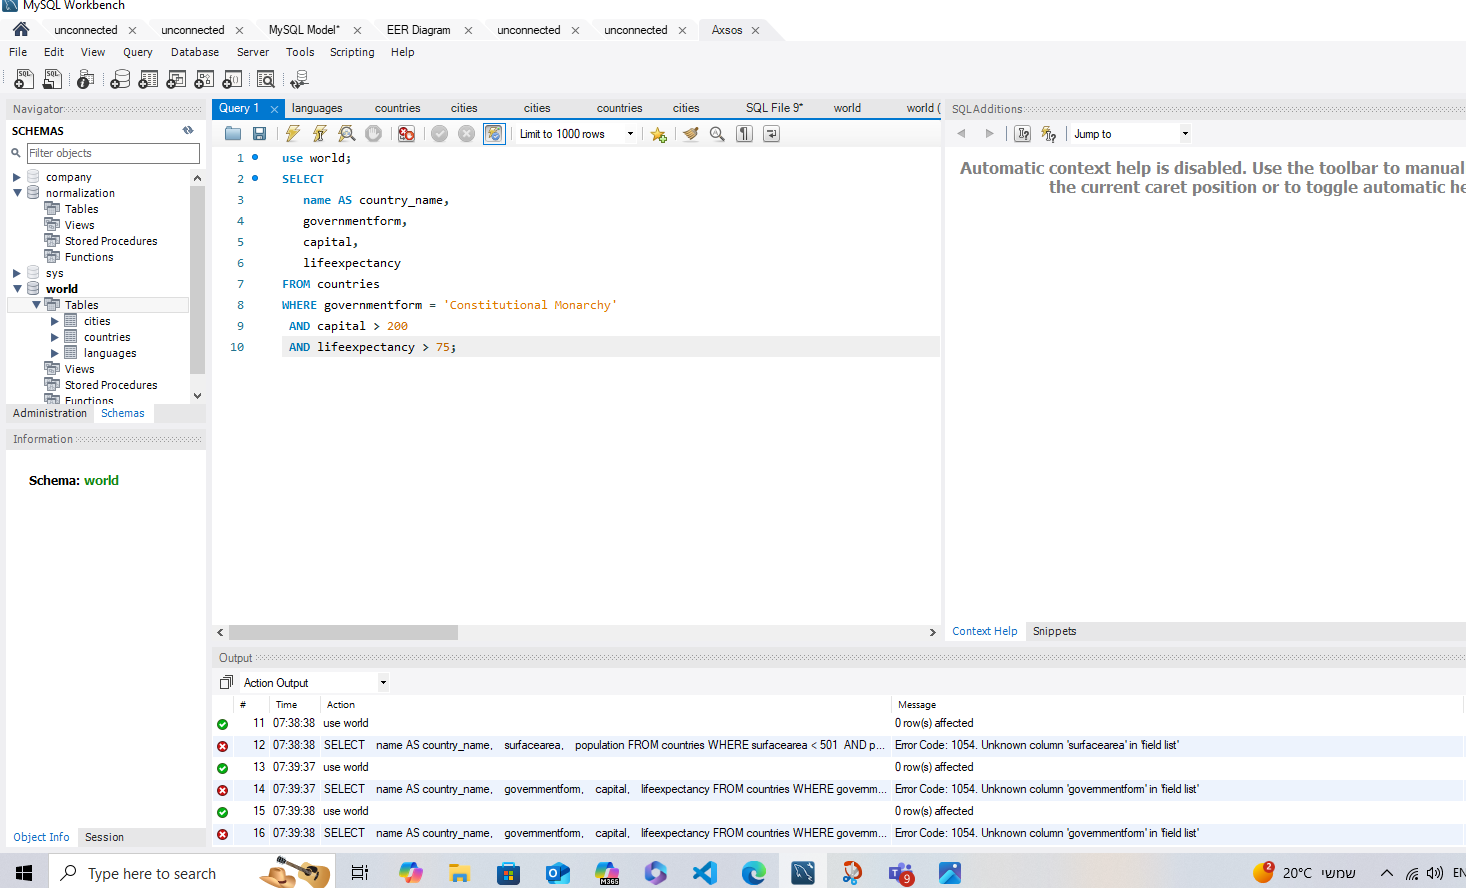 MySQL Workbench
unconnected
unconnected
MySQL Model*
EER Diagram
unconnected
unconnected
Axsos
File Edit View Query Database Server Tools Scripting Help
Navigator
SCHEMAS
Filter objects
company
normalization
Tables
Views
Stored Procedures
Functions
sys
world
Tables
cities
countries
languages
Views
Stored Procedures
Functions
Administration Schemas
Information
Schema: world
Object Info Session
Query 1 languages countries cities cities countries cities SQL File 9* world world (
Limit to 1000 rows
1 use world;
2 SELECT
3 name AS country_name,
4 governmentform,
5 capital,
6 lifeexpectancy
7 FROM countries
8 WHERE governmentform = 'Constitutional Monarchy'
9 AND capital > 200
10 AND lifeexpectancy > 75;
SQLAdditions
Jump to
Automatic context help is disabled. Use the toolbar to manual
the current caret position or to toggle automatic he
Context Help Snippets
Output
Action Output
# Time Action Message
11 07:38:38 use world 0 row(s) affected
12 07:38:38 SELECT name AS country_name, surfacearea, population FROM countries WHERE surfacearea < 501 AND p... Error Code: 1054. Unknown column 'surfacearea' in 'field list'
13 07:39:37 use world 0 row(s) affected
14 07:39:37 SELECT name AS country_name, governmentform, capital, lifeexpectancy FROM countries WHERE governm... Error Code: 1054. Unknown column 'governmentform' in 'field list'
15 07:39:38 use world 0 row(s) affected
16 07:39:38 SELECT name AS country_name, governmentform, capital, lifeexpectancy FROM countries WHERE governm... Error Code: 1054. Unknown column 'governmentform' in 'field list'
Type here to search
M365
9
2
20°C שמשי
EN